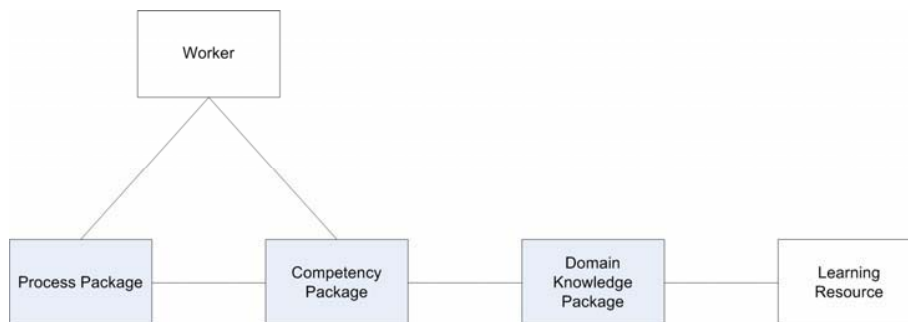 Worker
Process Package
Competency
Package
Domain
Knowledge
Package
Learning
Resource